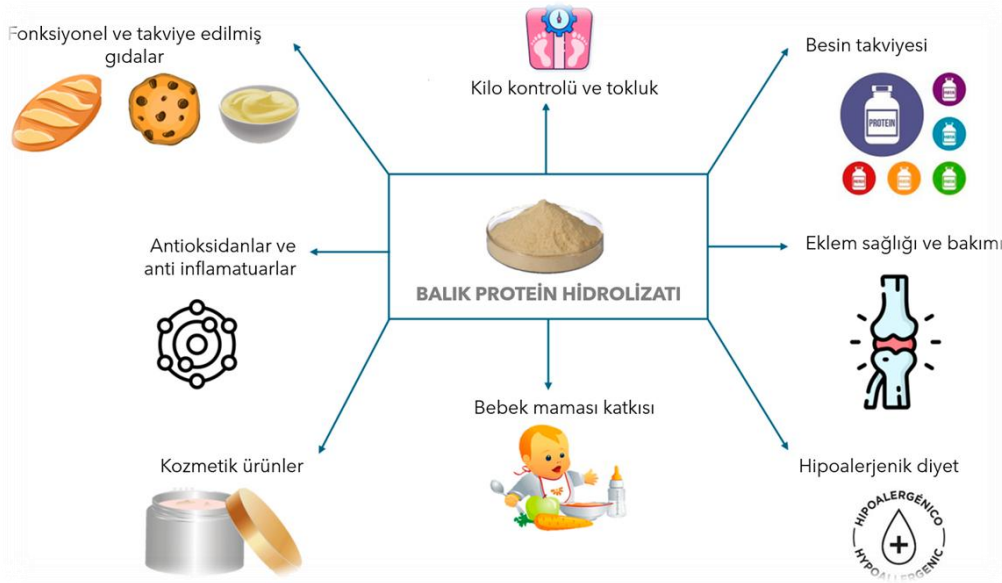 Fonksiyonel ve takviye edilmiş
gıdalar
Kilo kontrolü ve tokluk
Besin takviyesi
PROTEIN
Antioksidanlar ve
anti inflamatuarlar
BALIK PROTEİN HİDROLİZATI
Eklem sağlığı ve bakımı
Bebek maması katkısı
Kozmetik ürünler
Hipoalerjenik diyet
HIPOALERGÉNICO
HYPOALLERGENIC